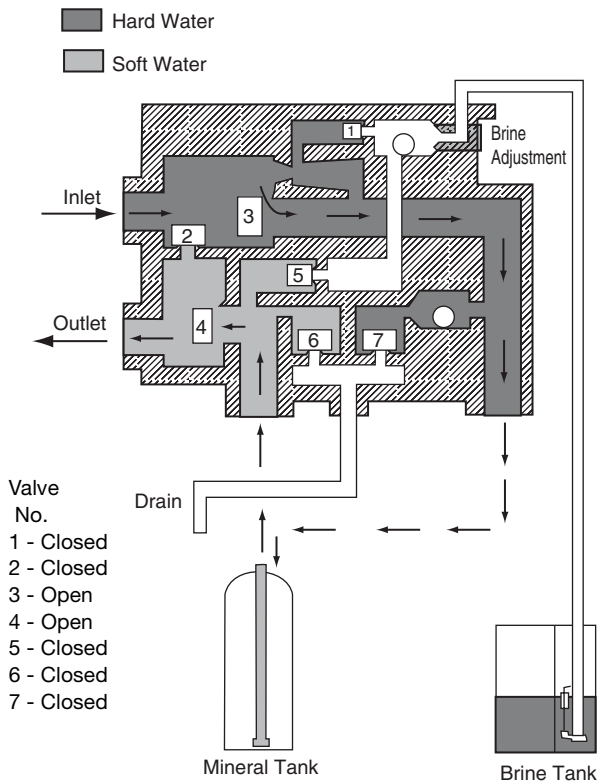 Hard Water
Soft Water
1
Brine
Adjustment
Inlet
3
2
5
Outlet
4
6
7
Valve
No.
1 - Closed
2 - Closed
3 - Open
4 - Open
5 - Closed
6 - Closed
7 - Closed
Drain
Mineral Tank
Brine Tank